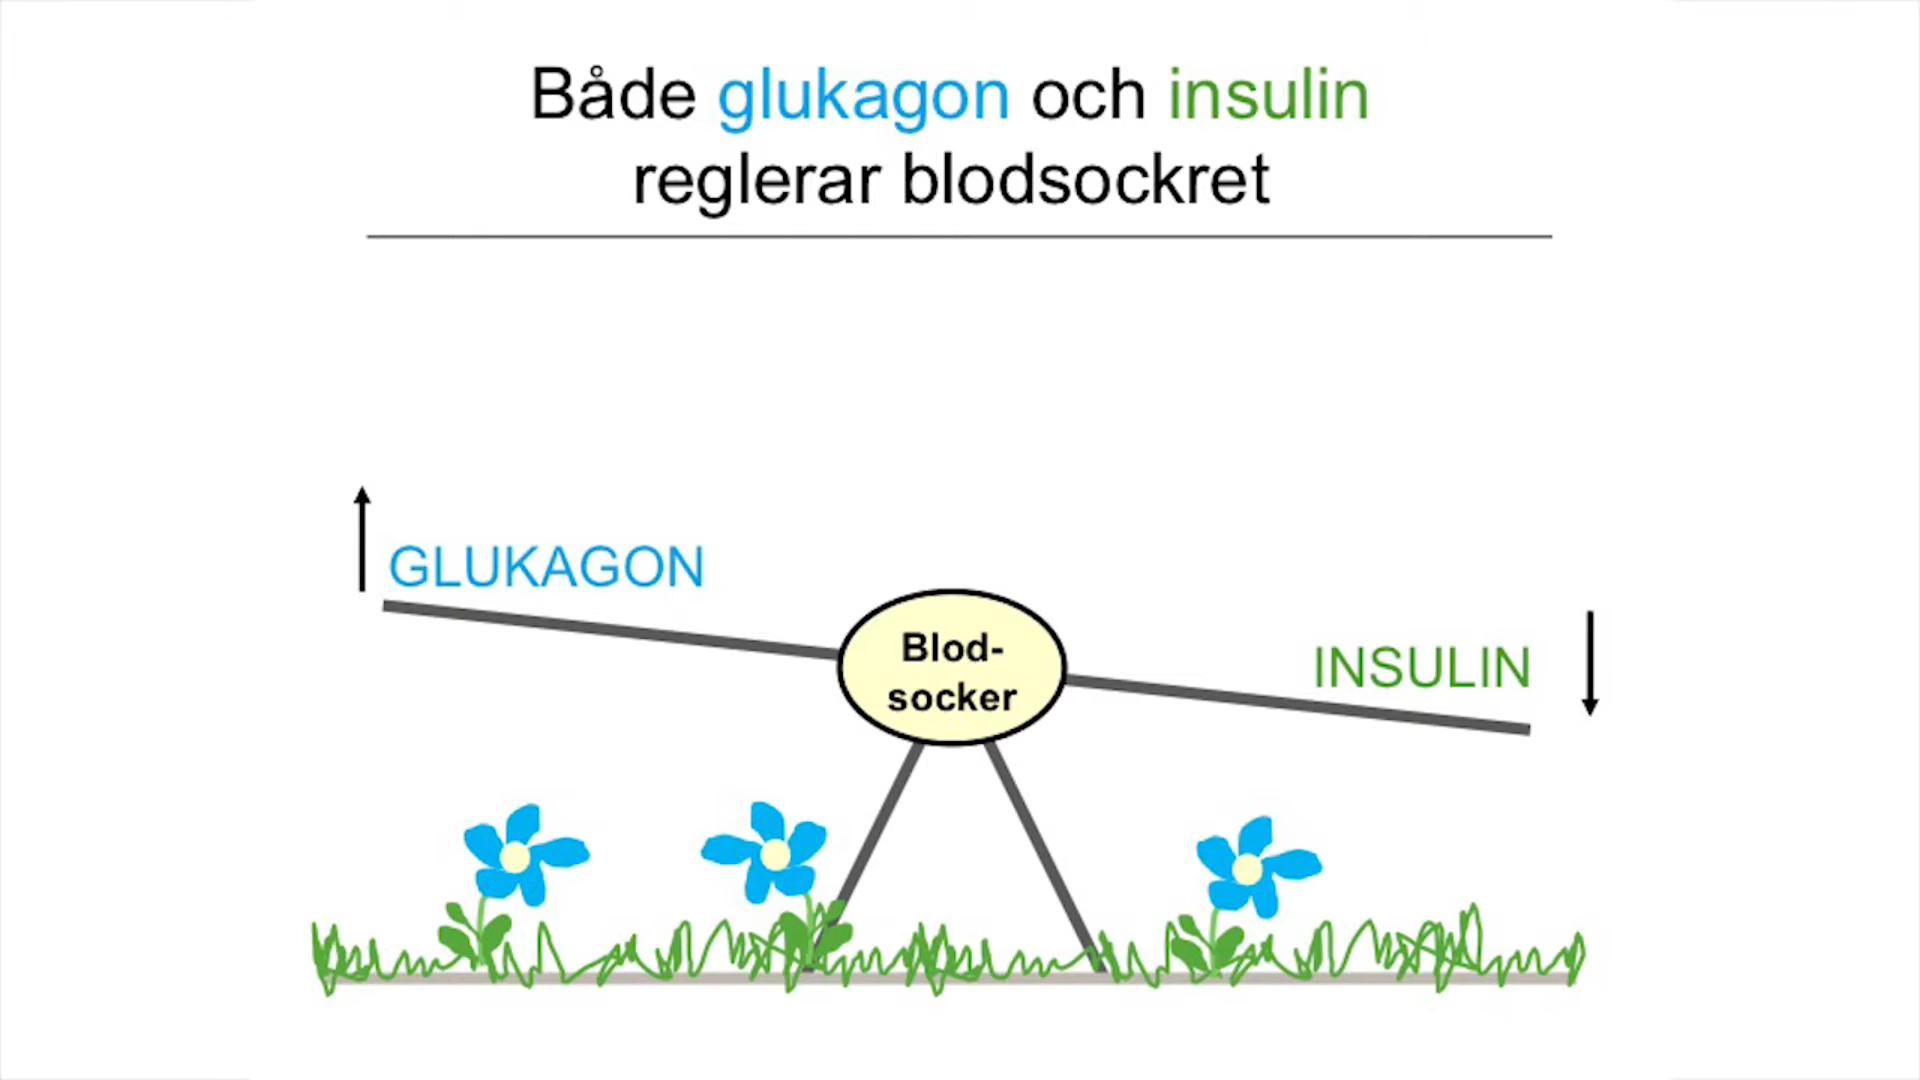 Både glukagon och insulin
reglerar blodsockret
GLUKAGON
Blod-
socker
INSULIN